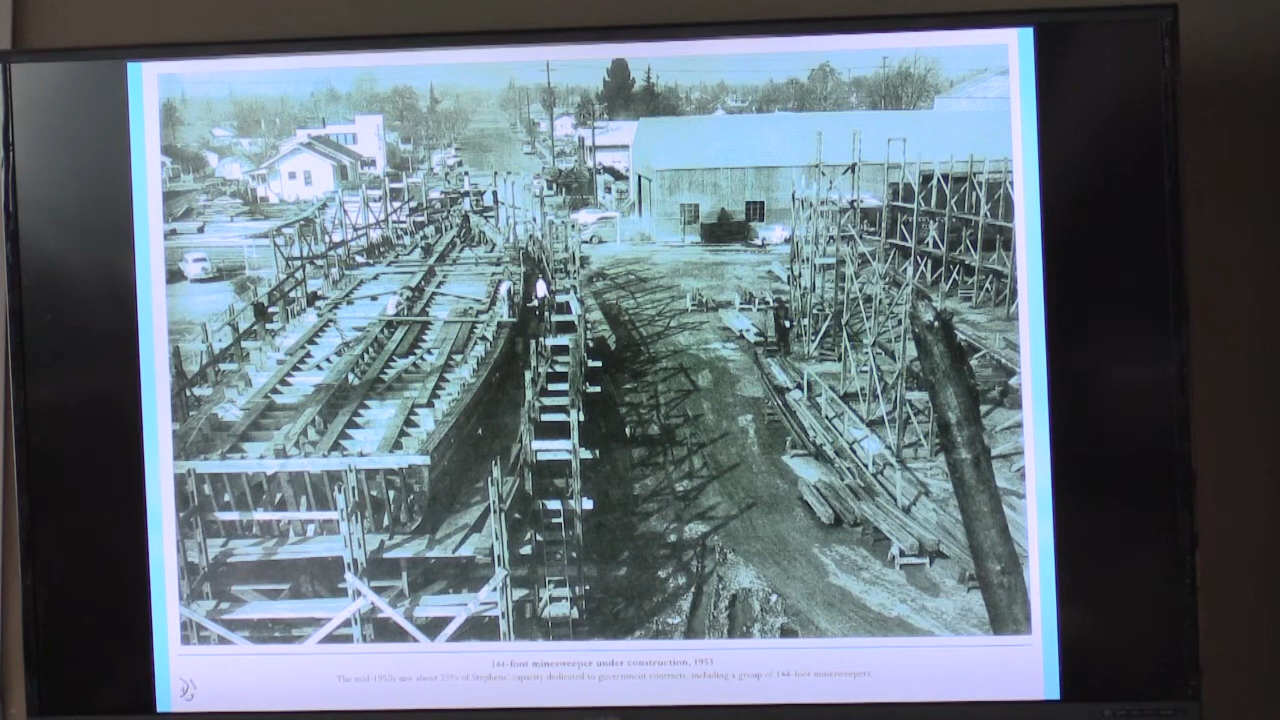 144-foot minesweeper under construction, 1953
The mid-1950s saw about 25% of Stephens' capacity dedicated to government contracts, including a group of 144-foot minesweepers.